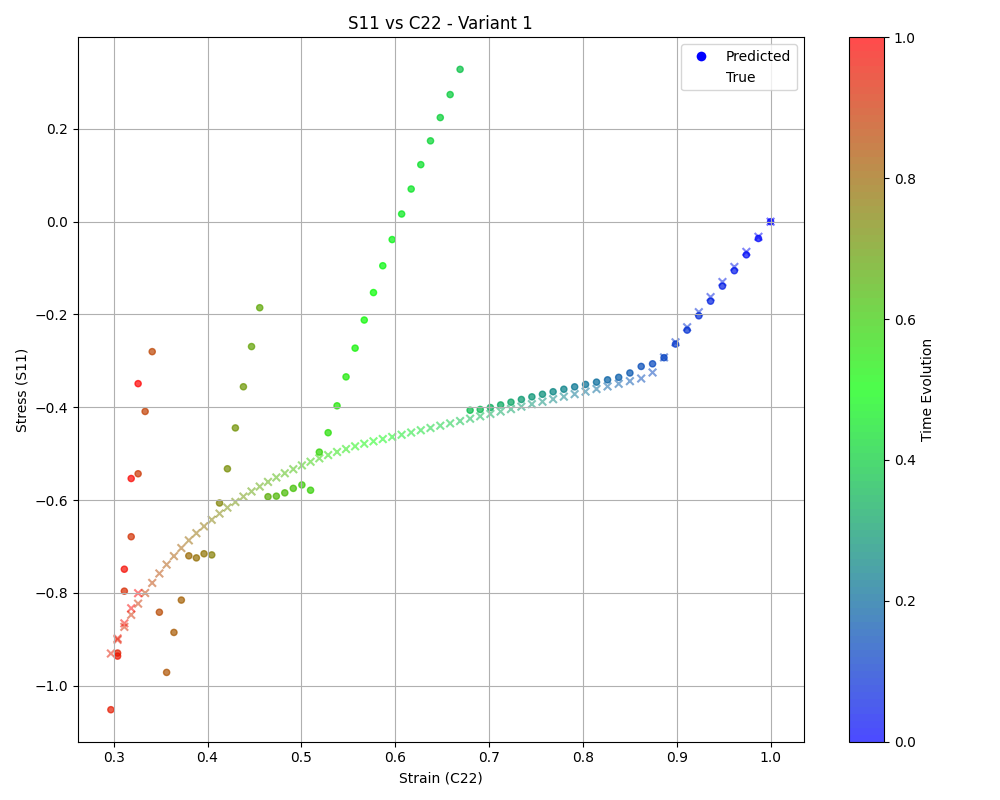 S11 vs C22 - Variant 1
Predicted
True
Stress (S11)
0.2
0.0
−0.2
−0.4
−0.6
−0.8
−1.0
0.3 0.4 0.5 0.6 0.7 0.8 0.9 1.0
Strain (C22)
1.0
0.8
0.6
0.4
0.2
0.0
Time Evolution